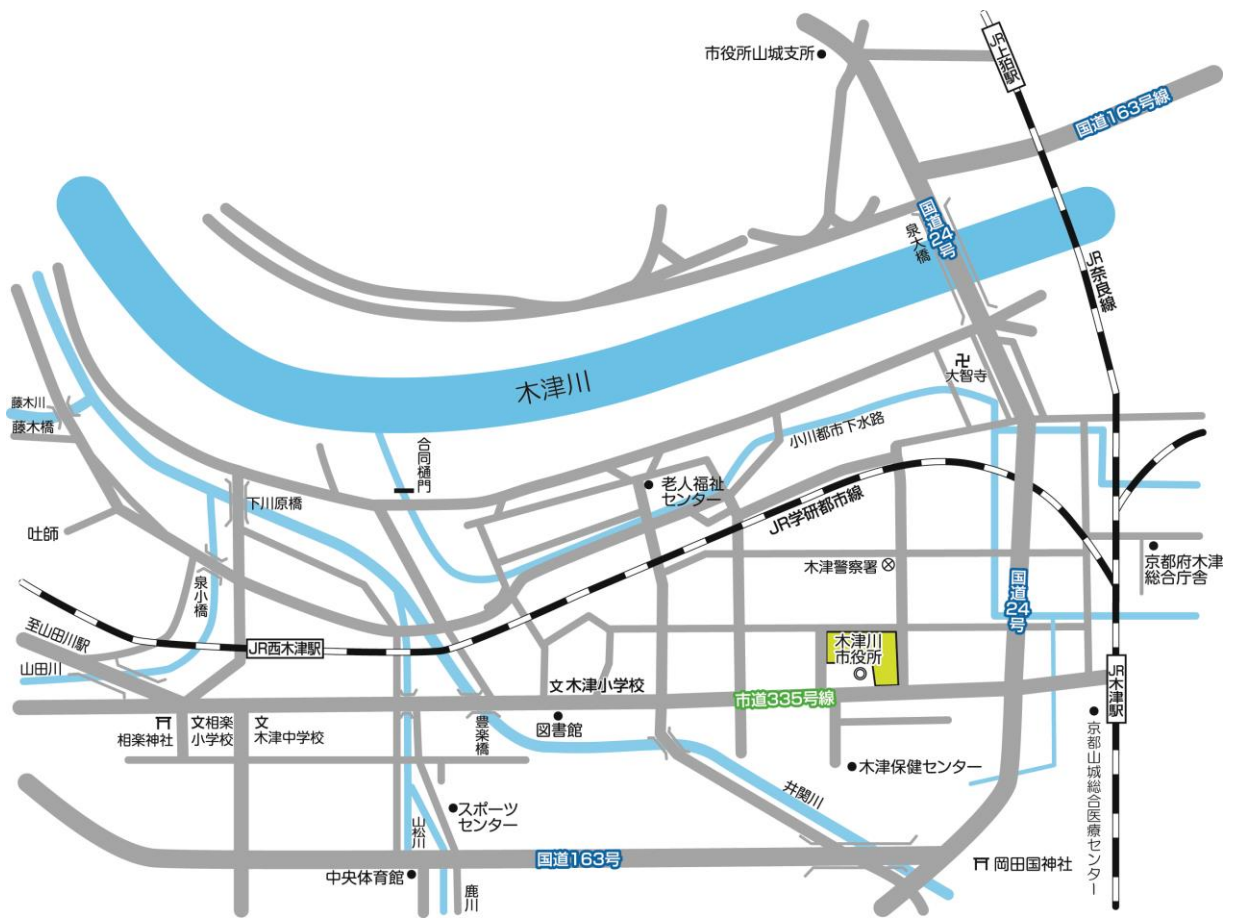 市役所山城支所
JR上狛駅
国道163号線
国道24号
泉大橋
JR奈良線
木津川
卍
大智寺
藤木川
藤木橋
合同樋門
小川都市下水路
下川原橋
老人福祉
センター
JR学研都市線
吐師
泉小橋
木津警察署
京都府木津
総合庁舎
国道24号
至山田川駅
JR西木津駅
木津川
市役所
山田川
文木津小学校
市道335号線
JR木津駅
相楽神社
文相楽
小学校
文
木津中学校
豊楽橋
図書館
木津保健センター
京都山城総合医療センター
井関川
スポーツ
センター
山松川
国道163号
中央体育館
鹿川
岡田国神社